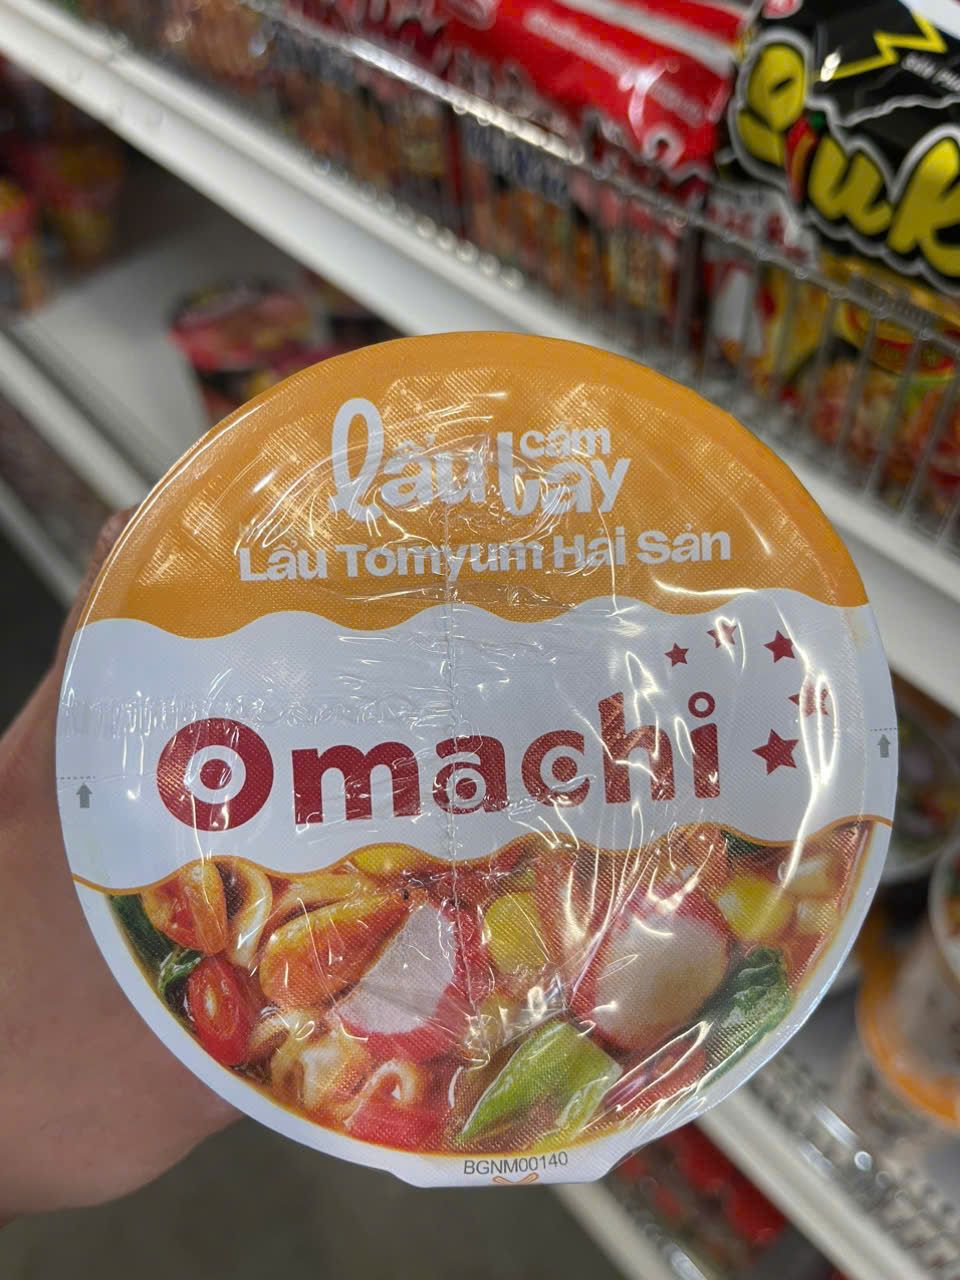 lẩu cầm tay
Lẩu Tomyum Hải Sản
Omachi
BGNM00140